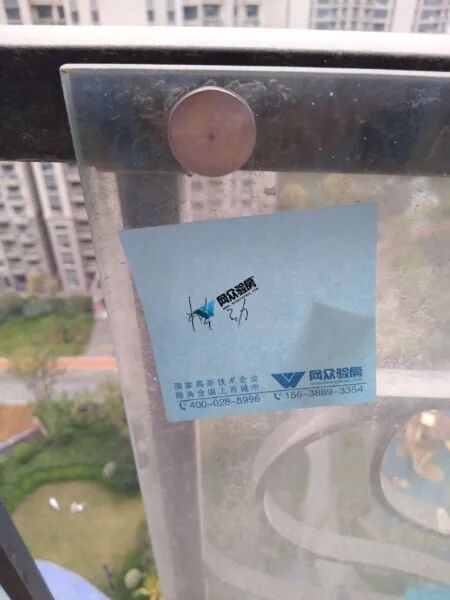 网众验房
松动
国家高新技术企业
服务全国上百城市
400-028-5996
网众验房
156-3889-3354